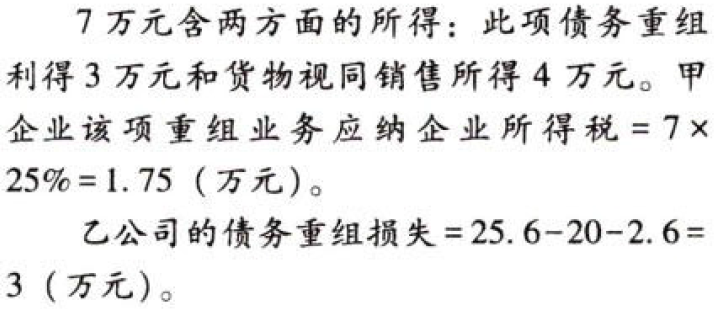 7万元含两方面的所得：此项债务重组
利得3万元和货物视同销售所得4万元。甲
企业该项重组业务应纳企业所得税=7×
25%=1.75（万元）。
乙公司的债务重组损失=25.6-20-2.6=
3（万元）。